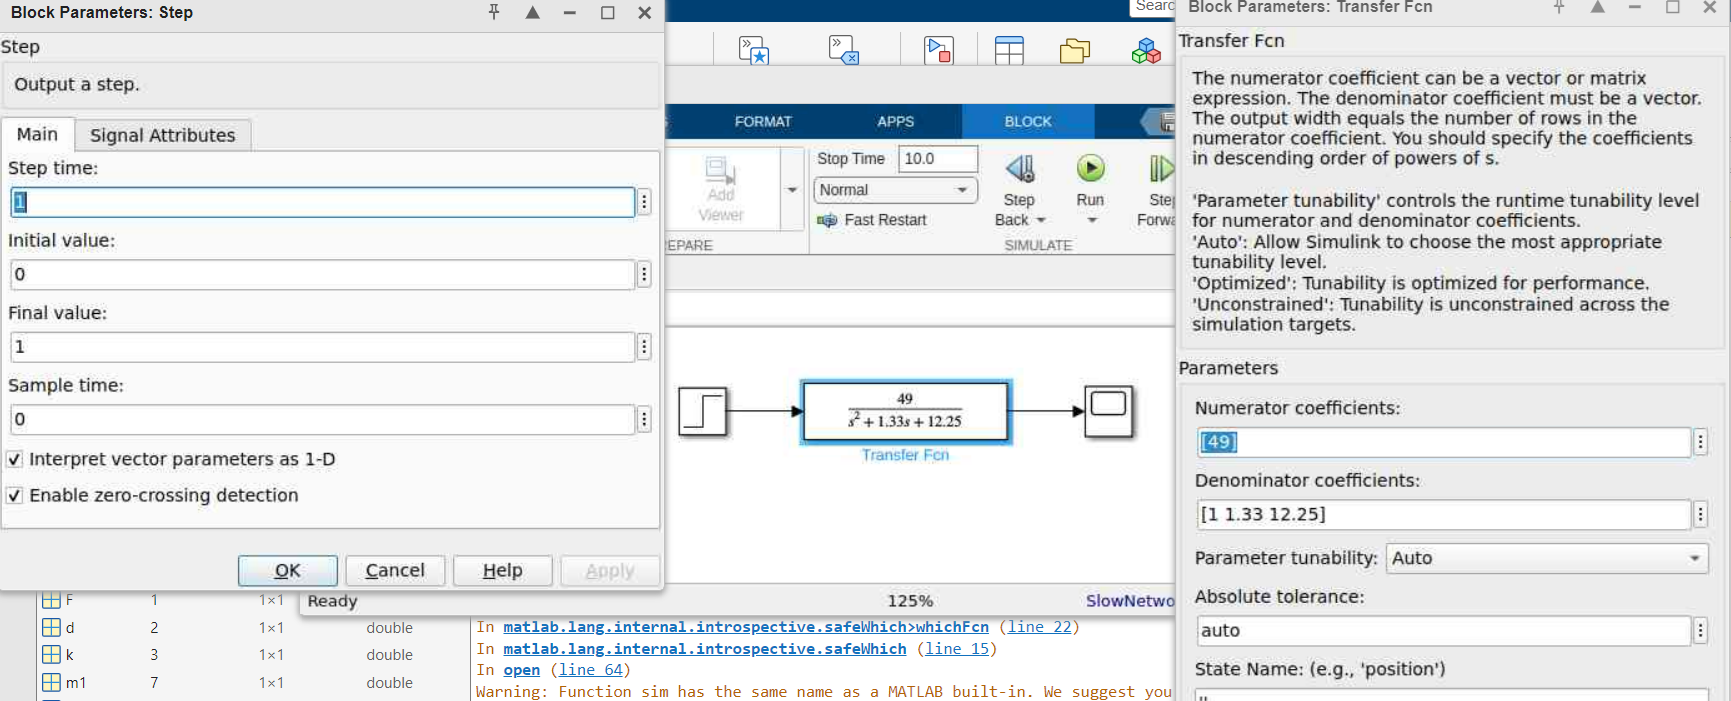 Block Parameters: Step
Step
Output a step.
Main
Signal Attributes
Step time:
1
Initial value:
0
Final value:
1
Sample time:
0
Interpret vector parameters as 1-D
Enable zero-crossing detection
OK
Cancel
Help
Apply
F 1 1×1
d 2 1×1 double
k 3 1×1 double
m1 7 1×1 double
Searc
FORMAT
APPS
BLOCK
Add
Viewer
EPARE
Stop Time 10.0
Normal
Fast Restart
Step
Back
Run
Step
Forwa
SIMULATE
49
s² + 1.33s + 12.25
Transfer Fcn
Ready
125%
SlowNetwo
In matlab.lang.internal.introspective.safeWhich>whichFcn (line 22)
In matlab.lang.internal.introspective.safeWhich (line 15)
In open (line 64)
Warning: Function sim has the same name as a MATLAB built-in. We suggest you
Block Parameters: Transfer Fcn
Transfer Fcn
The numerator coefficient can be a vector or matrix
expression. The denominator coefficient must be a vector.
The output width equals the number of rows in the
numerator coefficient. You should specify the coefficients
in descending order of powers of s.
'Parameter tunability' controls the runtime tunability level
for numerator and denominator coefficients.
'Auto': Allow Simulink to choose the most appropriate
tunability level.
'Optimized': Tunability is optimized for performance.
'Unconstrained': Tunability is unconstrained across the
simulation targets.
Parameters
Numerator coefficients:
[49]
Denominator coefficients:
[1 1.33 12.25]
Parameter tunability: Auto
Absolute tolerance:
auto
State Name: (e.g., 'position')